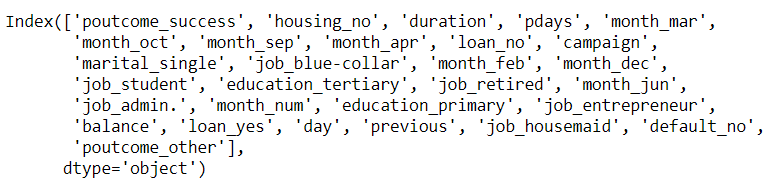 Index(['poutcome_success', 'housing_no', 'duration', 'pdays', 'month_mar',
'month_oct', 'month_sep', 'month_apr', 'loan_no', 'campaign',
'marital_single', 'job_blue-collar', 'month_feb', 'month_dec',
'job_student', 'education_tertiary', 'job_retired', 'month_jun',
'job_admin.', 'month_num', 'education_primary', 'job_entrepreneur',
'balance', 'loan_yes', 'day', 'previous', 'job_housemaid', 'default_no',
'poutcome_other'],
dtype='object')